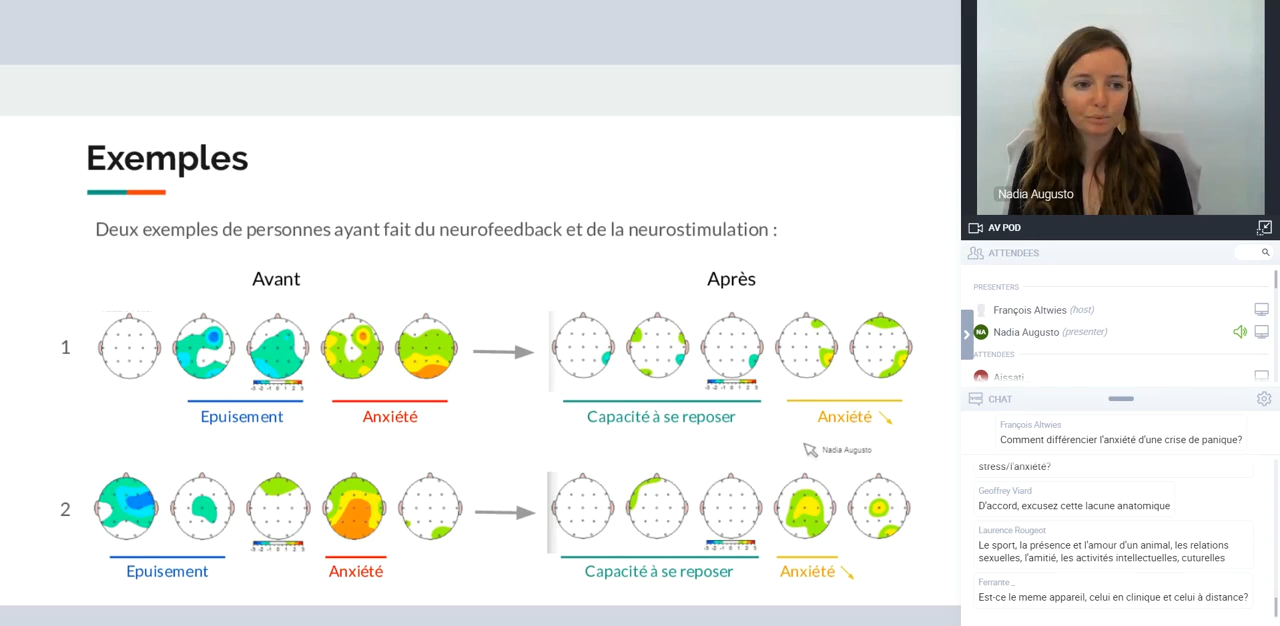 Exemples
Deux exemples de personnes ayant fait du neurofeedback et de la neurostimulation :
Avant
Après
1
Epuisement
Anxiété
Capacité à se reposer
Anxiété
Nadia Augusto
2
Epuisement
Anxiété
Capacité à se reposer
Anxiété
Nadia Augusto
AV POD
ATTENDEES
PRESENTERS
François Altwies (host)
NA
Nadia Augusto (presenter)
ATTENDEES
Aissati
CHAT
François Altwies
Comment différencier l'anxiété d'une crise de panique?
stress/l'anxiété?
Geoffrey Viard
D'accord, excusez cette lacune anatomique
Laurence Rougeot
Le sport, la présence et l'amour d'un animal, les relations
sexuelles, l'amitié, les activités intellectuelles, cuturelles
Ferrante _
Est-ce le meme appareil, celui en clinique et celui à distance?